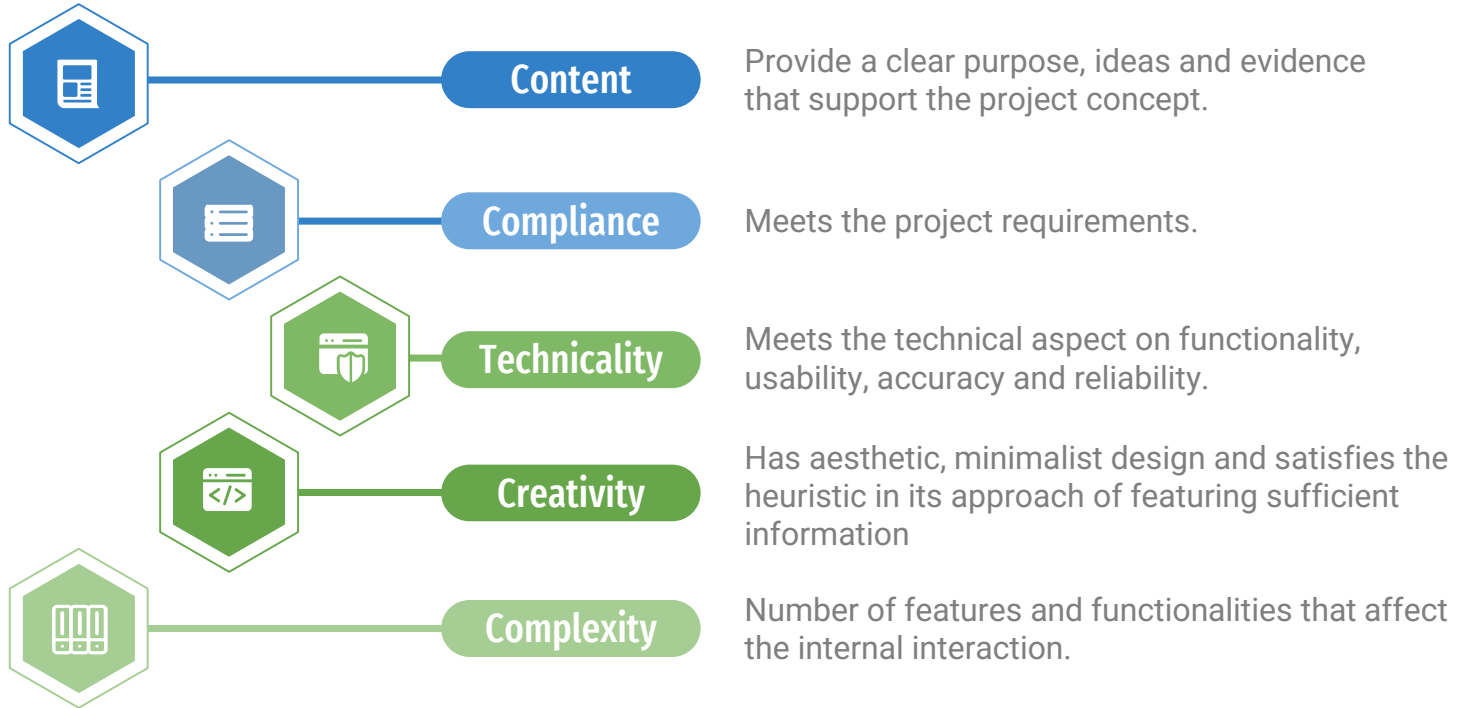 Content
Provide a clear purpose, ideas and evidence
that support the project concept.
Compliance
Meets the project requirements.
Technicality
Meets the technical aspect on functionality,
usability, accuracy and reliability.
Creativity
Has aesthetic, minimalist design and satisfies the
heuristic in its approach of featuring sufficient
information
Complexity
Number of features and functionalities that affect
the internal interaction.